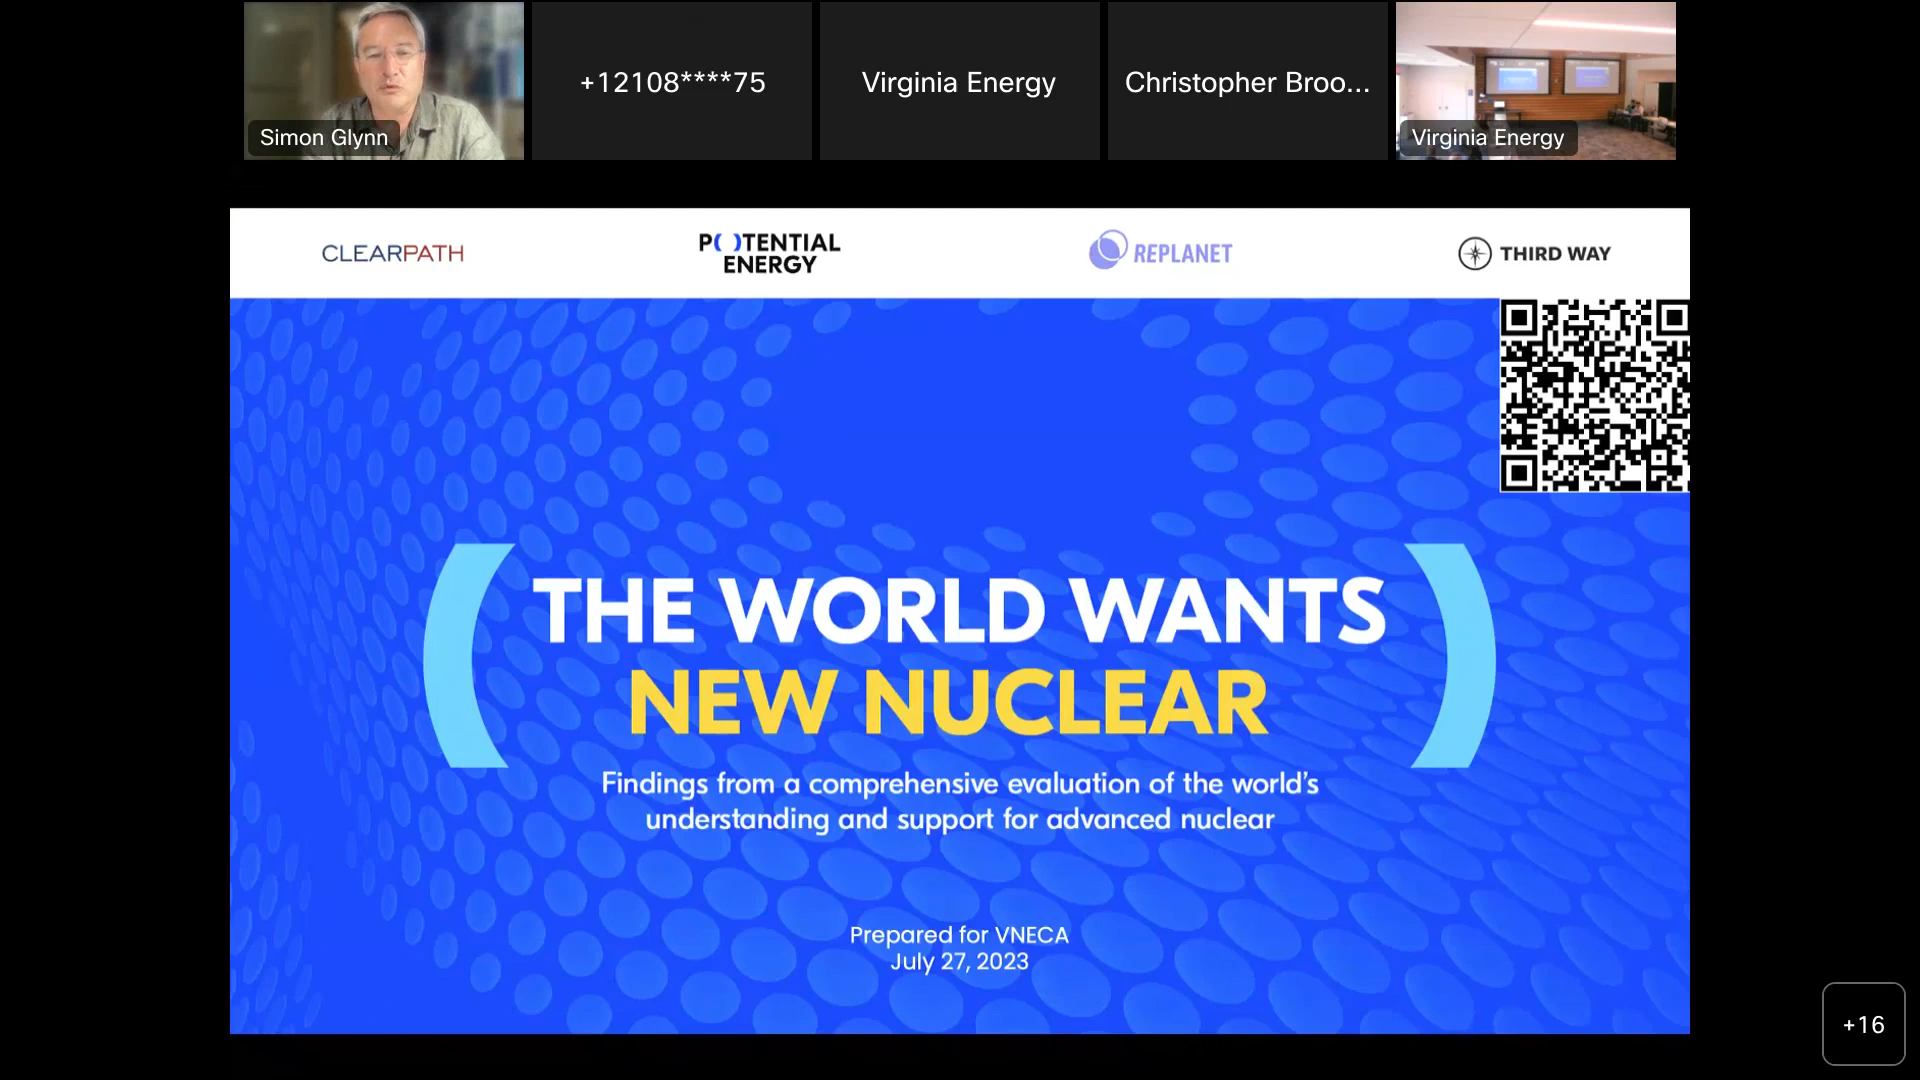 +12108****75
Virginia Energy
Christopher Broo...
Simon Glynn
Virginia Energy
CLEARPATH
P( )TENTIAL
ENERGY
REPLANET
THIRD WAY
THE WORLD WANTS
NEW NUCLEAR
Findings from a comprehensive evaluation of the world's
understanding and support for advanced nuclear
Prepared for VNECA
July 27, 2023
+16